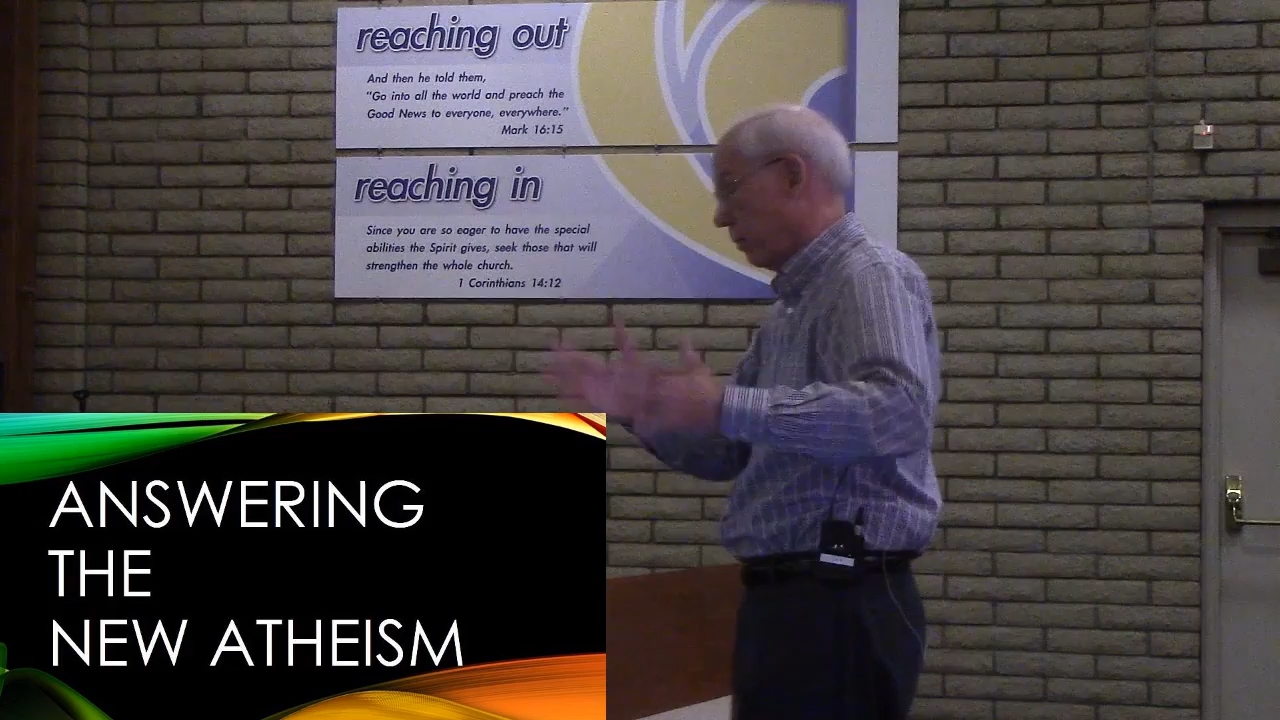 reaching out
And then he told them,
"Go into all the world and preach the
Good News to everyone, everywhere."
Mark 16:15
reaching in
Since you are so eager to have the special
abilities the Spirit gives, seek those that will
strengthen the whole church.
1 Corinthians 14:12
ANSWERING
THE
NEW ATHEISM